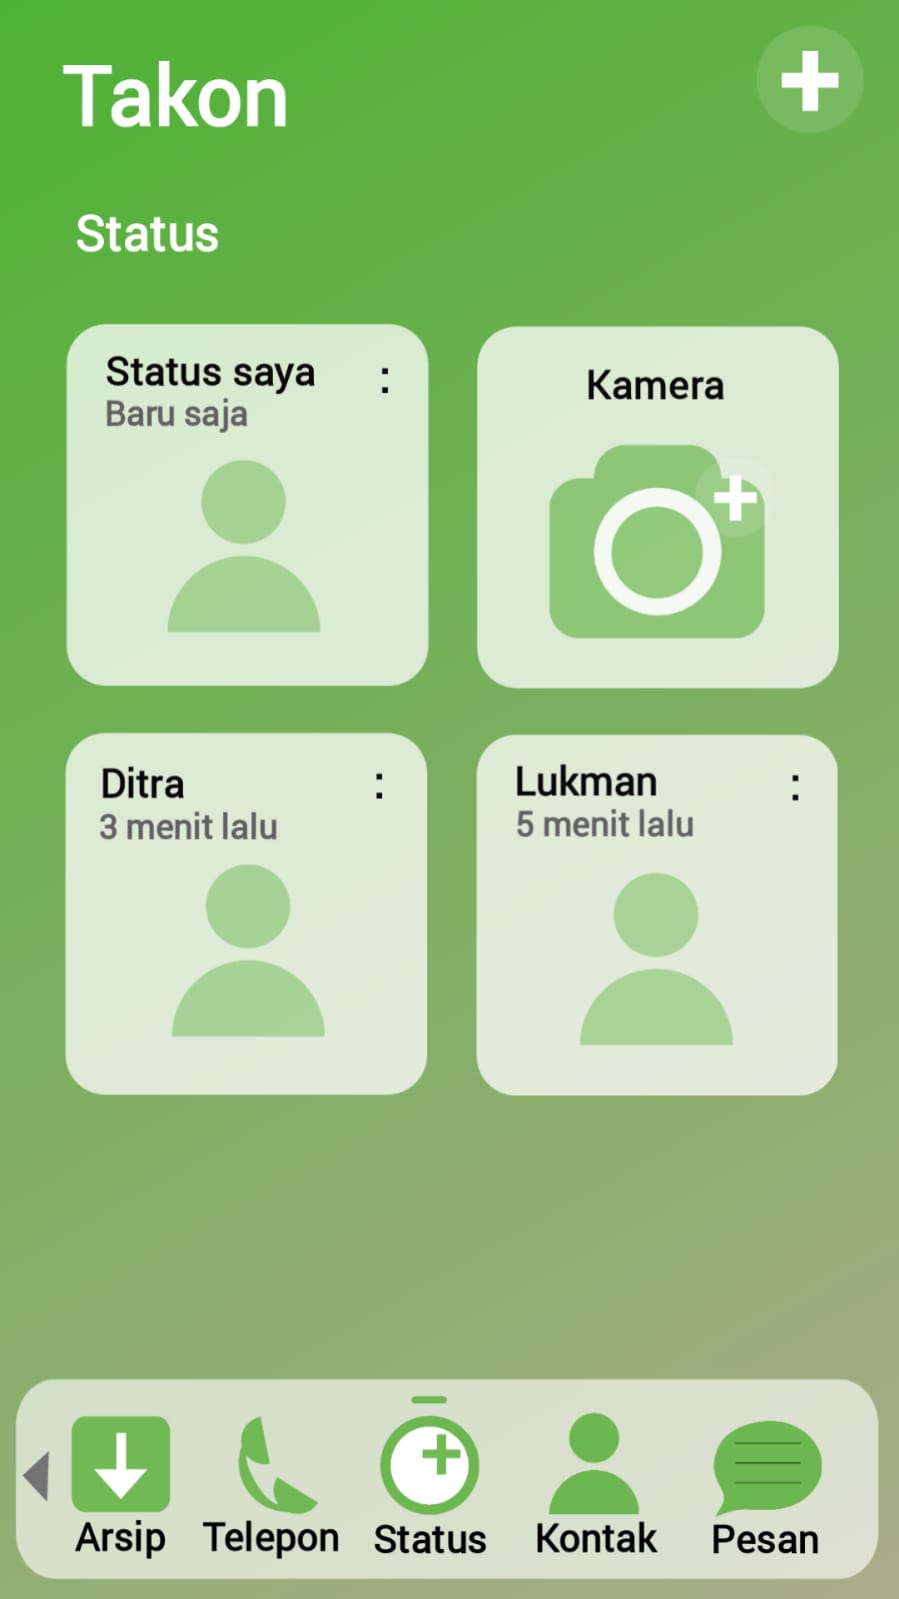 Takon
Status
Status saya
Baru saja
Kamera
Ditra
3 menit lalu
Lukman
5 menit lalu
Arsip
Telepon
Status
Kontak
Pesan